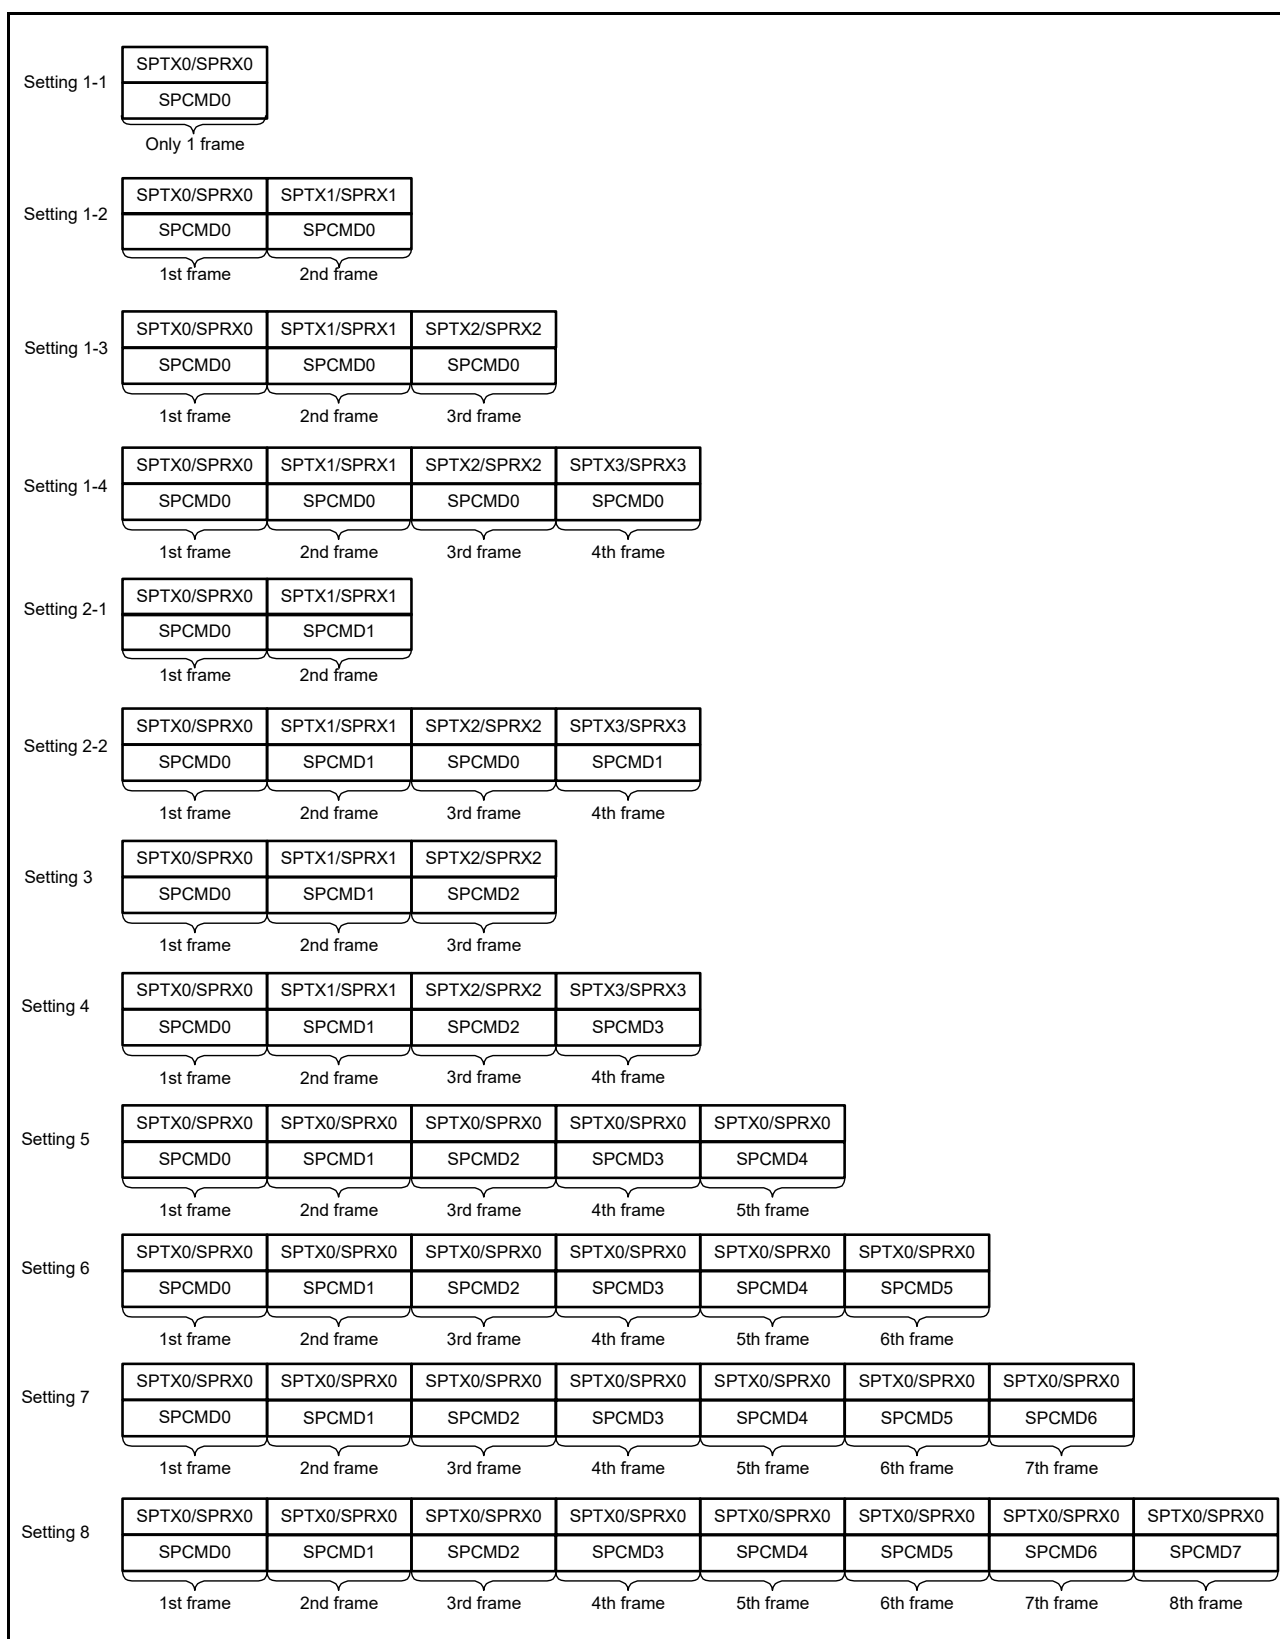 SPTX0/SPRX0
Setting 1-1
SPCMD0
Only 1 frame
SPTX0/SPRX0 SPTX1/SPRX1
Setting 1-2
SPCMD0 SPCMD0
1st frame 2nd frame
SPTX0/SPRX0 SPTX1/SPRX1 SPTX2/SPRX2
Setting 1-3
SPCMD0 SPCMD0 SPCMD0
1st frame 2nd frame 3rd frame
SPTX0/SPRX0 SPTX1/SPRX1 SPTX2/SPRX2 SPTX3/SPRX3
Setting 1-4
SPCMD0 SPCMD0 SPCMD0 SPCMD0
1st frame 2nd frame 3rd frame 4th frame
SPTX0/SPRX0 SPTX1/SPRX1
Setting 2-1
SPCMD0 SPCMD1
1st frame 2nd frame
SPTX0/SPRX0 SPTX1/SPRX1 SPTX2/SPRX2 SPTX3/SPRX3
Setting 2-2
SPCMD0 SPCMD1 SPCMD0 SPCMD1
1st frame 2nd frame 3rd frame 4th frame
SPTX0/SPRX0 SPTX1/SPRX1 SPTX2/SPRX2
Setting 3
SPCMD0 SPCMD1 SPCMD2
1st frame 2nd frame 3rd frame
SPTX0/SPRX0 SPTX1/SPRX1 SPTX2/SPRX2 SPTX3/SPRX3
Setting 4
SPCMD0 SPCMD1 SPCMD2 SPCMD3
1st frame 2nd frame 3rd frame 4th frame
SPTX0/SPRX0 SPTX0/SPRX0 SPTX0/SPRX0 SPTX0/SPRX0 SPTX0/SPRX0
Setting 5
SPCMD0 SPCMD1 SPCMD2 SPCMD3 SPCMD4
1st frame 2nd frame 3rd frame 4th frame 5th frame
SPTX0/SPRX0 SPTX0/SPRX0 SPTX0/SPRX0 SPTX0/SPRX0 SPTX0/SPRX0 SPTX0/SPRX0
Setting 6
SPCMD0 SPCMD1 SPCMD2 SPCMD3 SPCMD4 SPCMD5
1st frame 2nd frame 3rd frame 4th frame 5th frame 6th frame
SPTX0/SPRX0 SPTX0/SPRX0 SPTX0/SPRX0 SPTX0/SPRX0 SPTX0/SPRX0 SPTX0/SPRX0 SPTX0/SPRX0
Setting 7
SPCMD0 SPCMD1 SPCMD2 SPCMD3 SPCMD4 SPCMD5 SPCMD6
1st frame 2nd frame 3rd frame 4th frame 5th frame 6th frame 7th frame
SPTX0/SPRX0 SPTX0/SPRX0 SPTX0/SPRX0 SPTX0/SPRX0 SPTX0/SPRX0 SPTX0/SPRX0 SPTX0/SPRX0 SPTX0/SPRX0
Setting 8
SPCMD0 SPCMD1 SPCMD2 SPCMD3 SPCMD4 SPCMD5 SPCMD6 SPCMD7
1st frame 2nd frame 3rd frame 4th frame 5th frame 6th frame 7th frame 8th frame